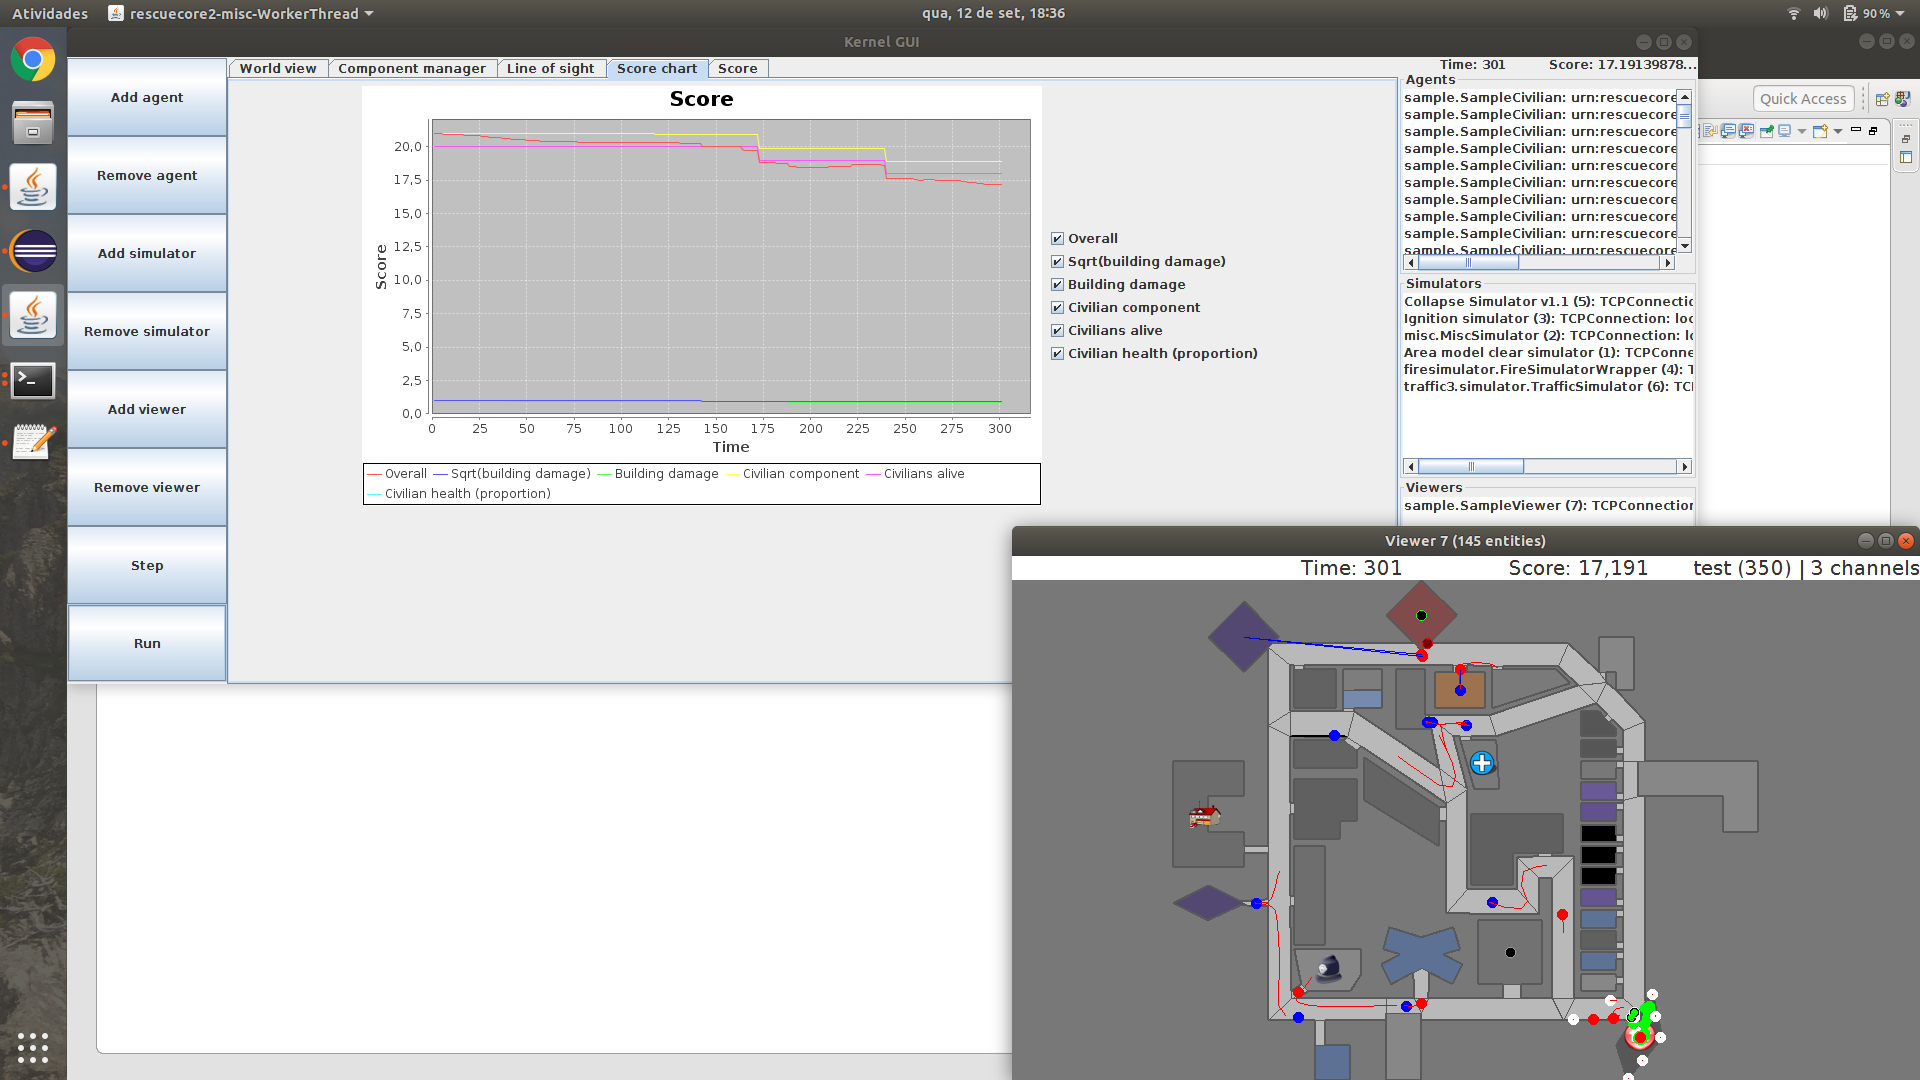 Atividades
rescuecore2-misc-WorkerThread
qua, 12 de set, 18:36
90 %
Kernel GUI
Add agent
Remove agent
Add simulator
Remove simulator
Add viewer
Remove viewer
Step
Run
World view
Component manager
Line of sight
Score chart
Score
Time: 301
Score: 17.19139878...
Score
Score
20,0
17,5
15,0
12,5
10,0
7,5
5,0
2,5
0,0
0
25
50
75
100
125
150
175
200
225
250
275
300
Time
Overall
Sqrt(building damage)
Building damage
Civilian component
Civilians alive
Civilian health (proportion)
Overall
Sqrt(building damage)
Building damage
Civilian component
Civilians alive
Civilian health (proportion)
Agents
sample.SampleCivilian: urn:rescuecore
sample.SampleCivilian: urn:rescuecore
sample.SampleCivilian: urn:rescuecore
sample.SampleCivilian: urn:rescuecore
sample.SampleCivilian: urn:rescuecore
sample.SampleCivilian: urn:rescuecore
sample.SampleCivilian: urn:rescuecore
sample.SampleCivilian: urn:rescuecore
sample.SampleCivilian: urn:rescuecore
sample.SampleCivilian: urn:rescuecore
Simulators
Collapse Simulator v1.1 (5): TCPConnectic
Ignition simulator (3): TCPConnection: loc
misc.MiscSimulator (2): TCPConnection: l
Area model clear simulator (1): TCPConne
firesimulator.FireSimulatorWrapper (4): T
traffic3.simulator.TrafficSimulator (6): TC
Viewers
sample.SampleViewer (7): TCPConnection
Quick Access
Viewer 7 (145 entities)
Time: 301
Score: 17,191
test (350) | 3 channels